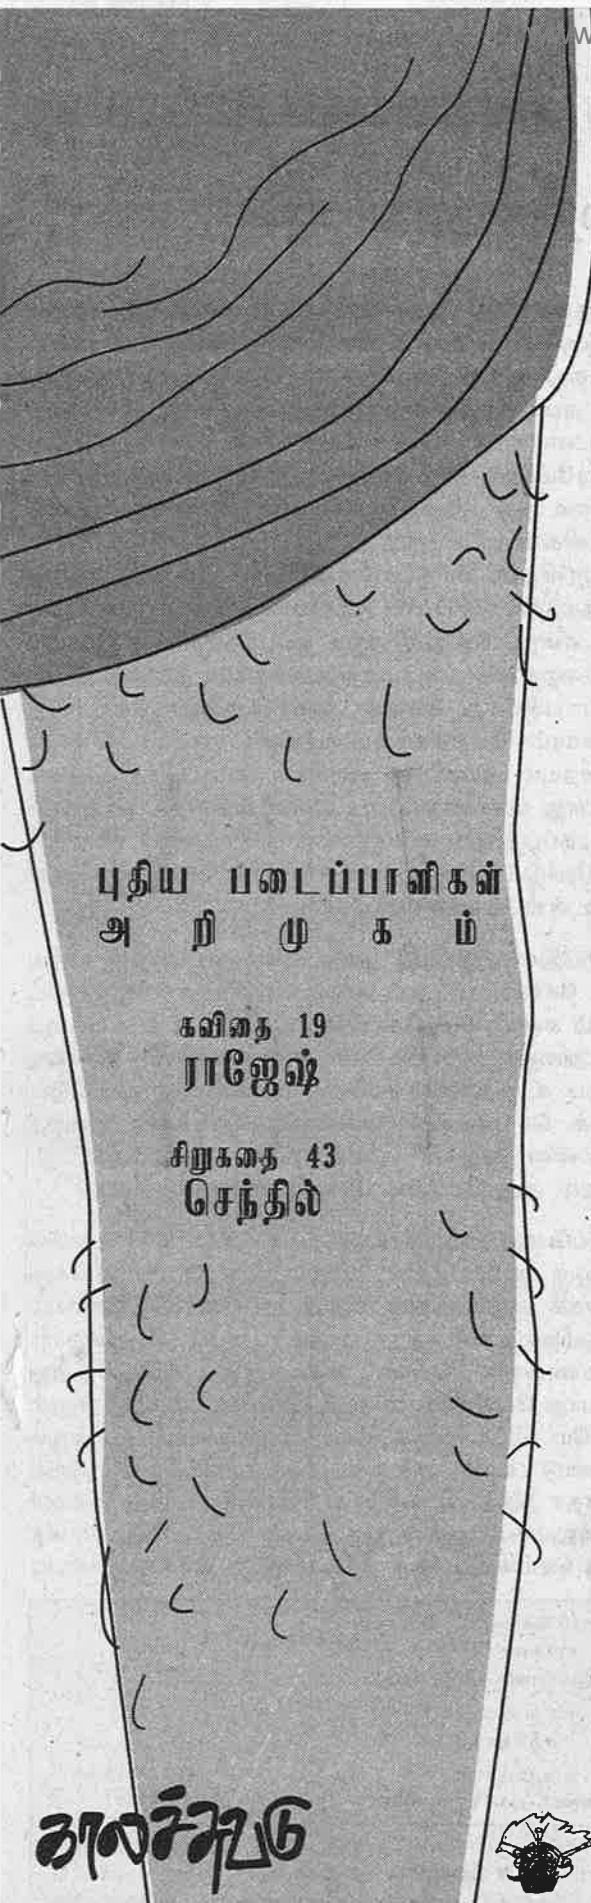 புதிய படைப்பாளிகள்
அ றி மு க ம்
கவிதை 19
ராஜேஷ்
சிறுகதை 43
செந்தில்
காலச்சுவடு